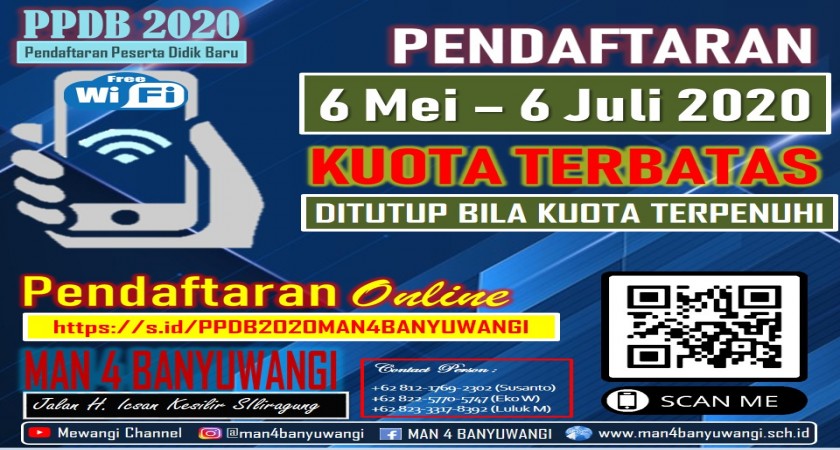 PPDB 2020
Pendaftaran Peserta Didik Baru
Free
Wi Fi
PENDAFTARAN
6 Mei – 6 Juli 2020
KUOTA TERBATAS
DITUTUP BILA KUOTA TERPENUHI
Pendaftaran Online
https://s.id/PPDB2020MAN4BANYUWANGI
MAN 4 BANYUWANGI
Jalan H. Icsan Kesilir SIliragung
Contact Person :
+62 812-1769-2302 (Susanto)
+62 822-5770-5747 (Eko W)
+62 823-3317-8392 (Luluk M)
SCAN ME
Mewangi Channel @man4banyuwangi MAN 4 BANYUWANGI www.man4banyuwangi.sch.id